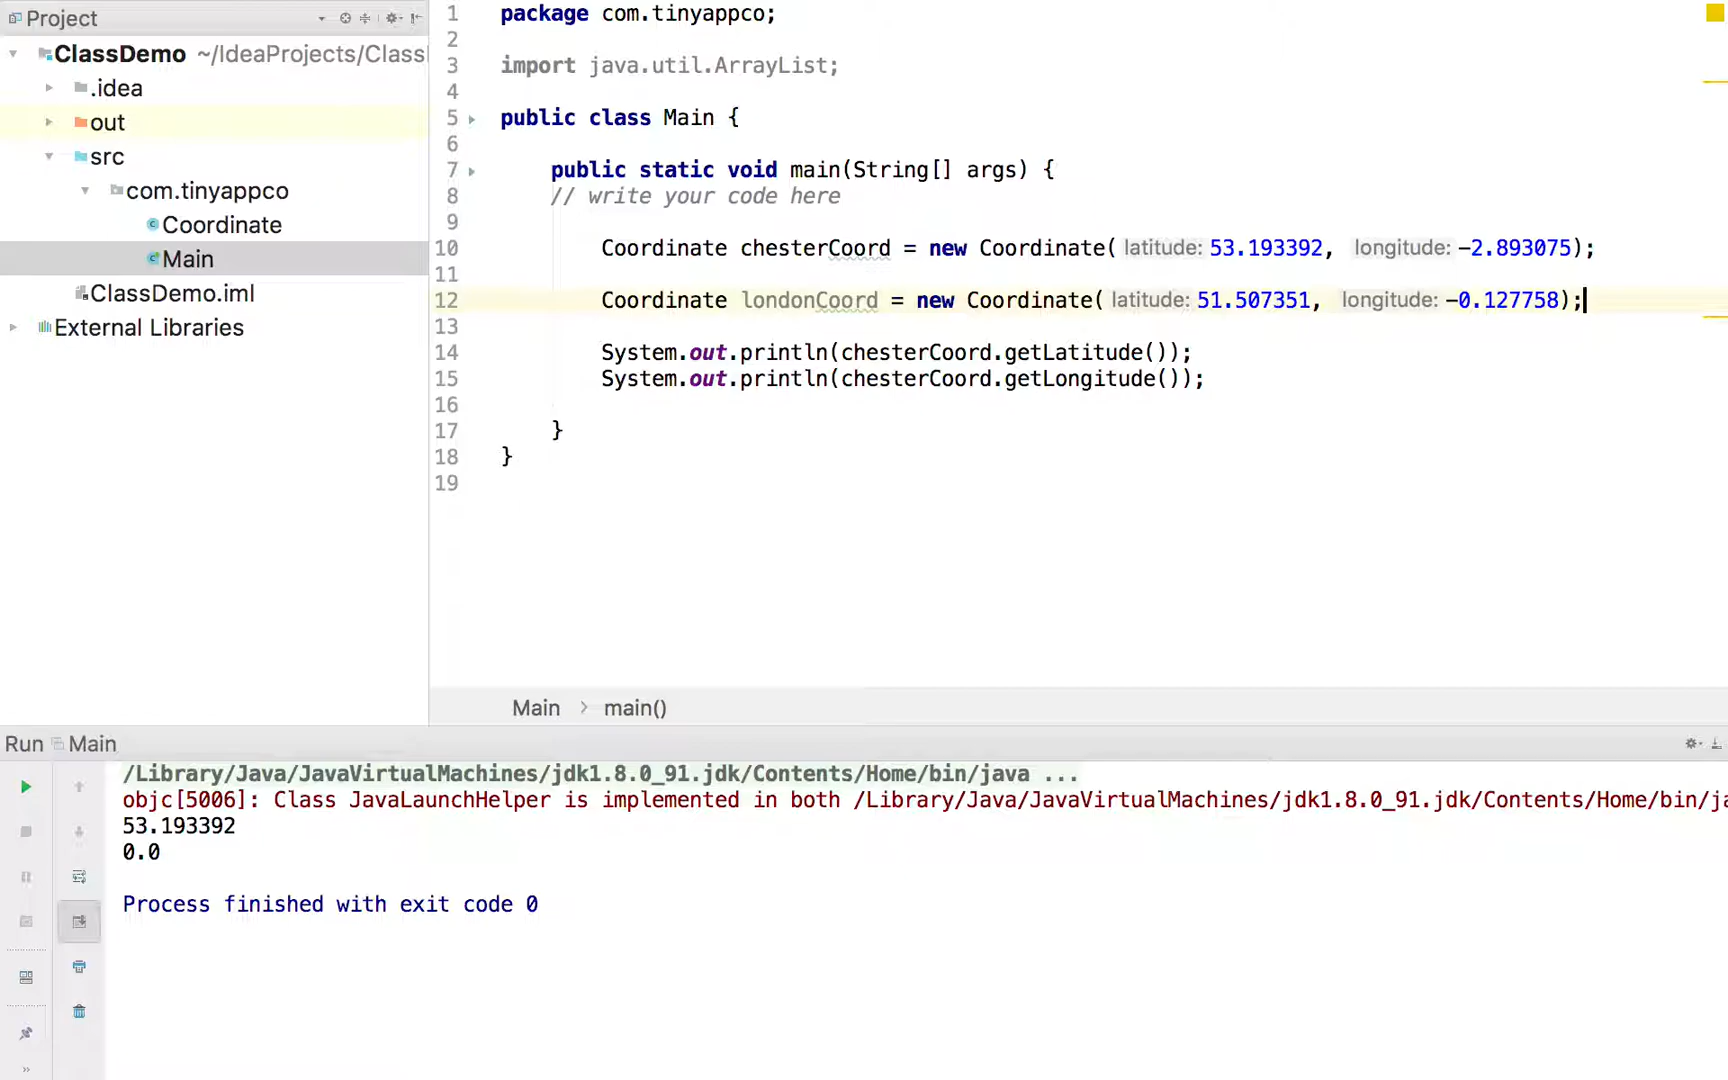 Project
ClassDemo ~/IdeaProjects/Class
.idea
out
src
com.tinyappco
Coordinate
Main
ClassDemo.iml
External Libraries
1 package com.tinyappco;
2
3 import java.util.ArrayList;
4
5 public class Main {
6
7 public static void main(String[] args) {
8 // write your code here
9
10 Coordinate chesterCoord = new Coordinate( latitude: 53.193392, longitude: -2.893075);
11
12 Coordinate londonCoord = new Coordinate( latitude: 51.507351, longitude: -0.127758);
13
14 System.out.println(chesterCoord.getLatitude());
15 System.out.println(chesterCoord.getLongitude());
16
17 }
18 }
19
Main > main()
Run Main
/Library/Java/JavaVirtualMachines/jdk1.8.0_91.jdk/Contents/Home/bin/java ...
objc[5006]: Class JavaLaunchHelper is implemented in both /Library/Java/JavaVirtualMachines/jdk1.8.0_91.jdk/Contents/Home/bin/ja
53.193392
0.0
Process finished with exit code 0